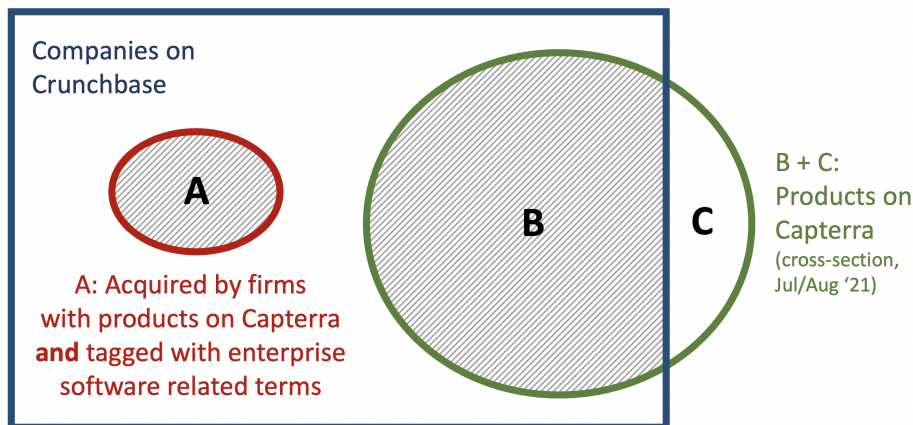 Companies on
Crunchbase
A
B
C
B + C:
Products on
Capterra
(cross-section,
Jul/Aug ‘21)
A: Acquired by firms
with products on Capterra
and tagged with enterprise
software related terms